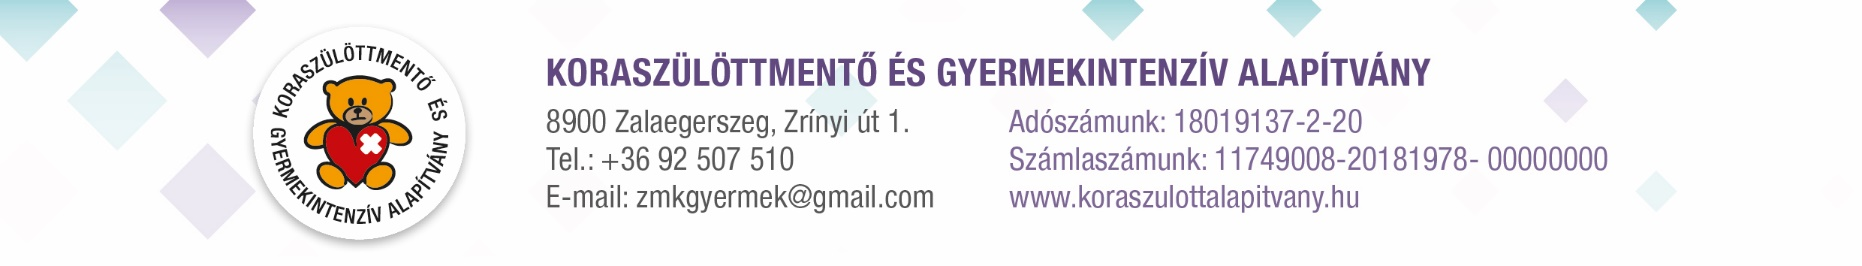 KORASZÜLÖTTMENTŐ ÉS
GYERMEKINTENZÍV ALAPÍTVÁNY
KORASZÜLÖTTMENTŐ ÉS GYERMEKINTENZÍV ALAPÍTVÁNY
8900 Zalaegerszeg, Zrínyi út 1.
Tel.: +36 92 507 510
E-mail: zmkgyermek@gmail.com
Adószámunk: 18019137-2-20
Számlaszámunk: 11749008-20181978- 00000000
www.koraszulottalapitvany.hu